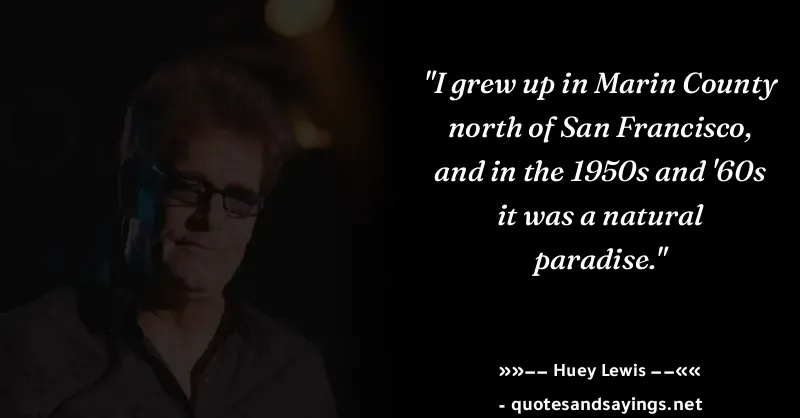 "I grew up in Marin County
north of San Francisco,
and in the 1950s and '60s
it was a natural
paradise."
»»−− Huey Lewis −−««
- quotesandsayings.net